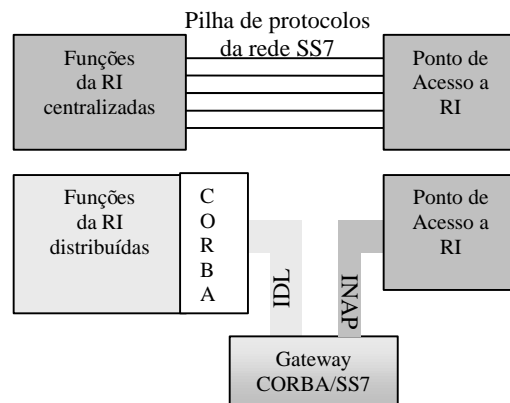 Pilha de protocolos
da rede SS7
Funções
da RI
centralizadas
Ponto de
Acesso a
RI
Funções
da RI
distribuídas
C
O
R
B
A
IDL
INAP
Ponto de
Acesso a
RI
Gateway
CORBA/SS7